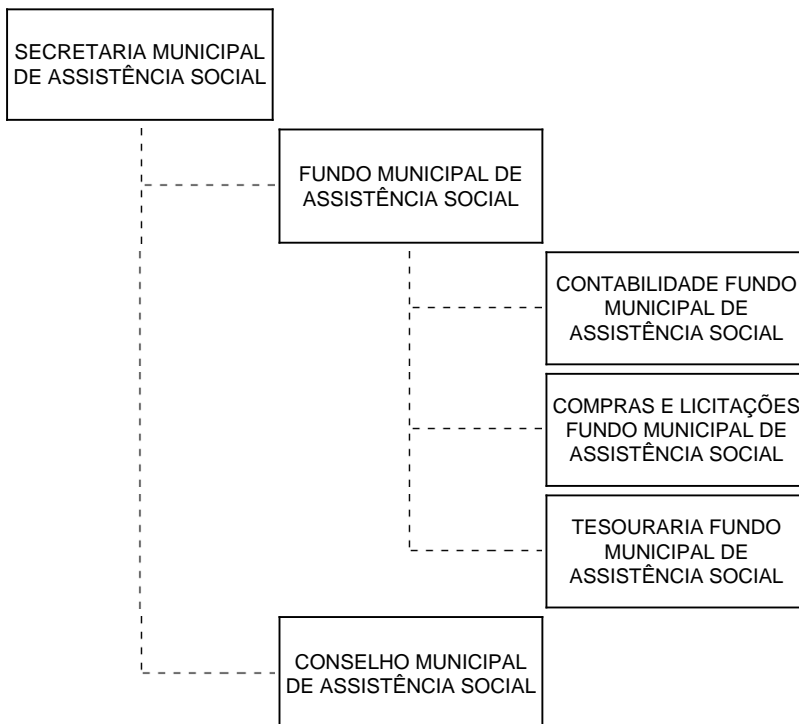 SECRETARIA MUNICIPAL
DE ASSISTÊNCIA SOCIAL
FUNDO MUNICIPAL DE
ASSISTÊNCIA SOCIAL
CONTABILIDADE FUNDO
MUNICIPAL DE
ASSISTÊNCIA SOCIAL
COMPRAS E LICITAÇÕES
FUNDO MUNICIPAL DE
ASSISTÊNCIA SOCIAL
TESOURARIA FUNDO
MUNICIPAL DE
ASSISTÊNCIA SOCIAL
CONSELHO MUNICIPAL
DE ASSISTÊNCIA SOCIAL